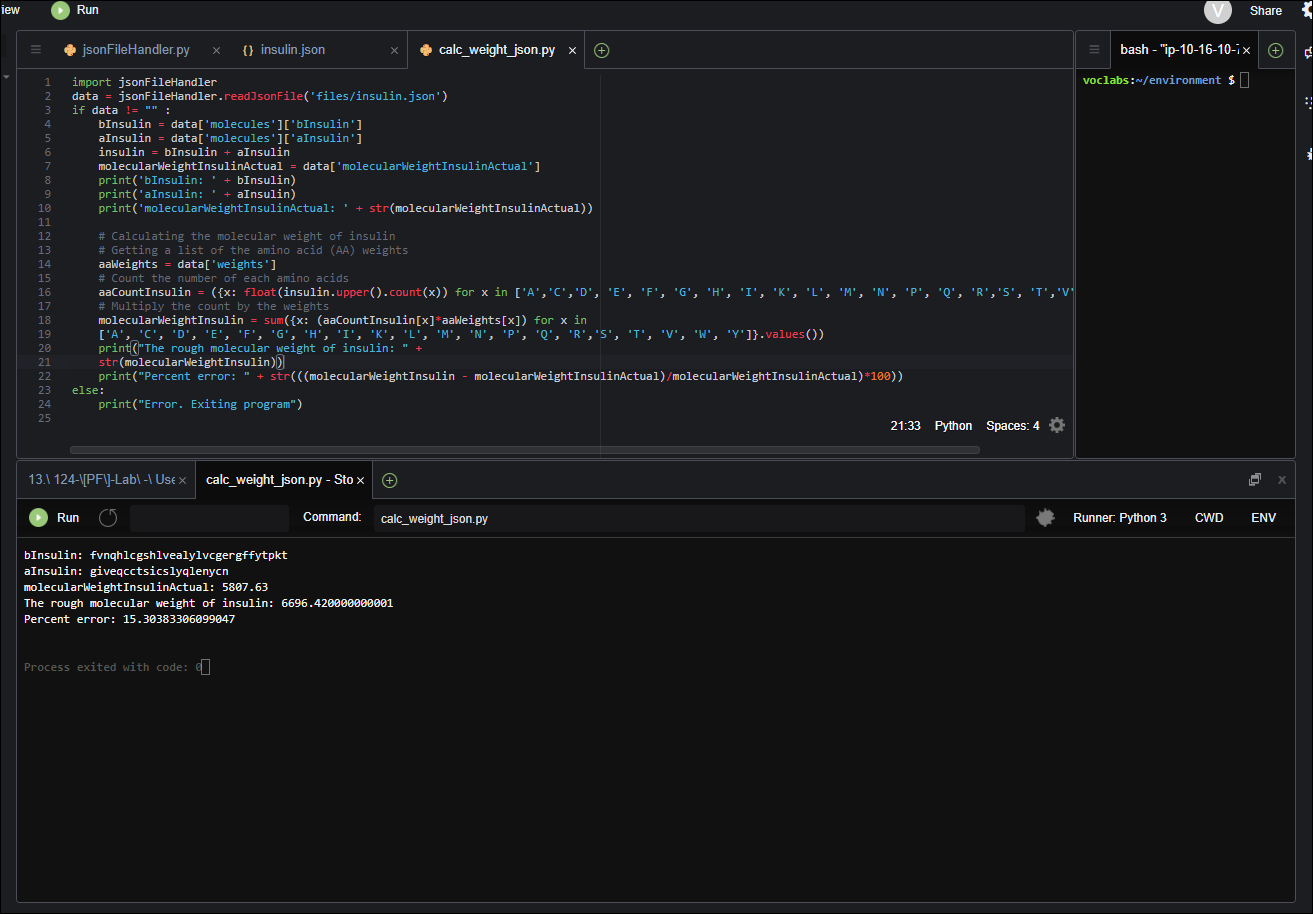 iew Run V Share
jsonFileHandler.py × {} insulin.json × calc_weight_json.py ×
bash - "ip-10-16-10-7 ×
1 import jsonFileHandler
2 data = jsonFileHandler.readJsonFile('files/insulin.json')
3 if data != "" :
4 bInsulin = data['molecules']['bInsulin']
5 aInsulin = data['molecules']['aInsulin']
6 insulin = bInsulin + aInsulin
7 molecularWeightInsulinActual = data['molecularWeightInsulinActual']
8 print('bInsulin: ' + bInsulin)
9 print('aInsulin: ' + aInsulin)
10 print('molecularWeightInsulinActual: ' + str(molecularWeightInsulinActual))
11
12 # Calculating the molecular weight of insulin
13 # Getting a list of the amino acid (AA) weights
14 aaWeights = data['weights']
15 # Count the number of each amino acids
16 aaCountInsulin = ({x: float(insulin.upper().count(x)) for x in ['A','C','D', 'E', 'F', 'G', 'H', 'I', 'K', 'L', 'M', 'N', 'P', 'Q', 'R','S', 'T','V'
17 # Multiply the count by the weights
18 molecularWeightInsulin = sum({x: (aaCountInsulin[x]*aaWeights[x]) for x in
19 ['A', 'C', 'D', 'E', 'F', 'G', 'H', 'I', 'K', 'L', 'M', 'N', 'P', 'Q', 'R','S', 'T', 'V', 'W', 'Y']}.values())
20 print("The rough molecular weight of insulin: " +
21 str(molecularWeightInsulin))
22 print("Percent error: " + str(((molecularWeightInsulin - molecularWeightInsulinActual)/molecularWeightInsulinActual)*100))
23 else:
24 print("Error. Exiting program")
25
21:33 Python Spaces: 4
voclabs:~/environment $
13.\ 124-\[PF\]-Lab\ -\ Use × calc_weight_json.py - Sto ×
Run Command: calc_weight_json.py Runner: Python 3 CWD ENV
bInsulin: fvnqhlcgshlvealylvcgergffytpkt
aInsulin: giveqcctsicslyqlenycn
molecularWeightInsulinActual: 5807.63
The rough molecular weight of insulin: 6696.420000000001
Percent error: 15.30383306099047
Process exited with code: 0